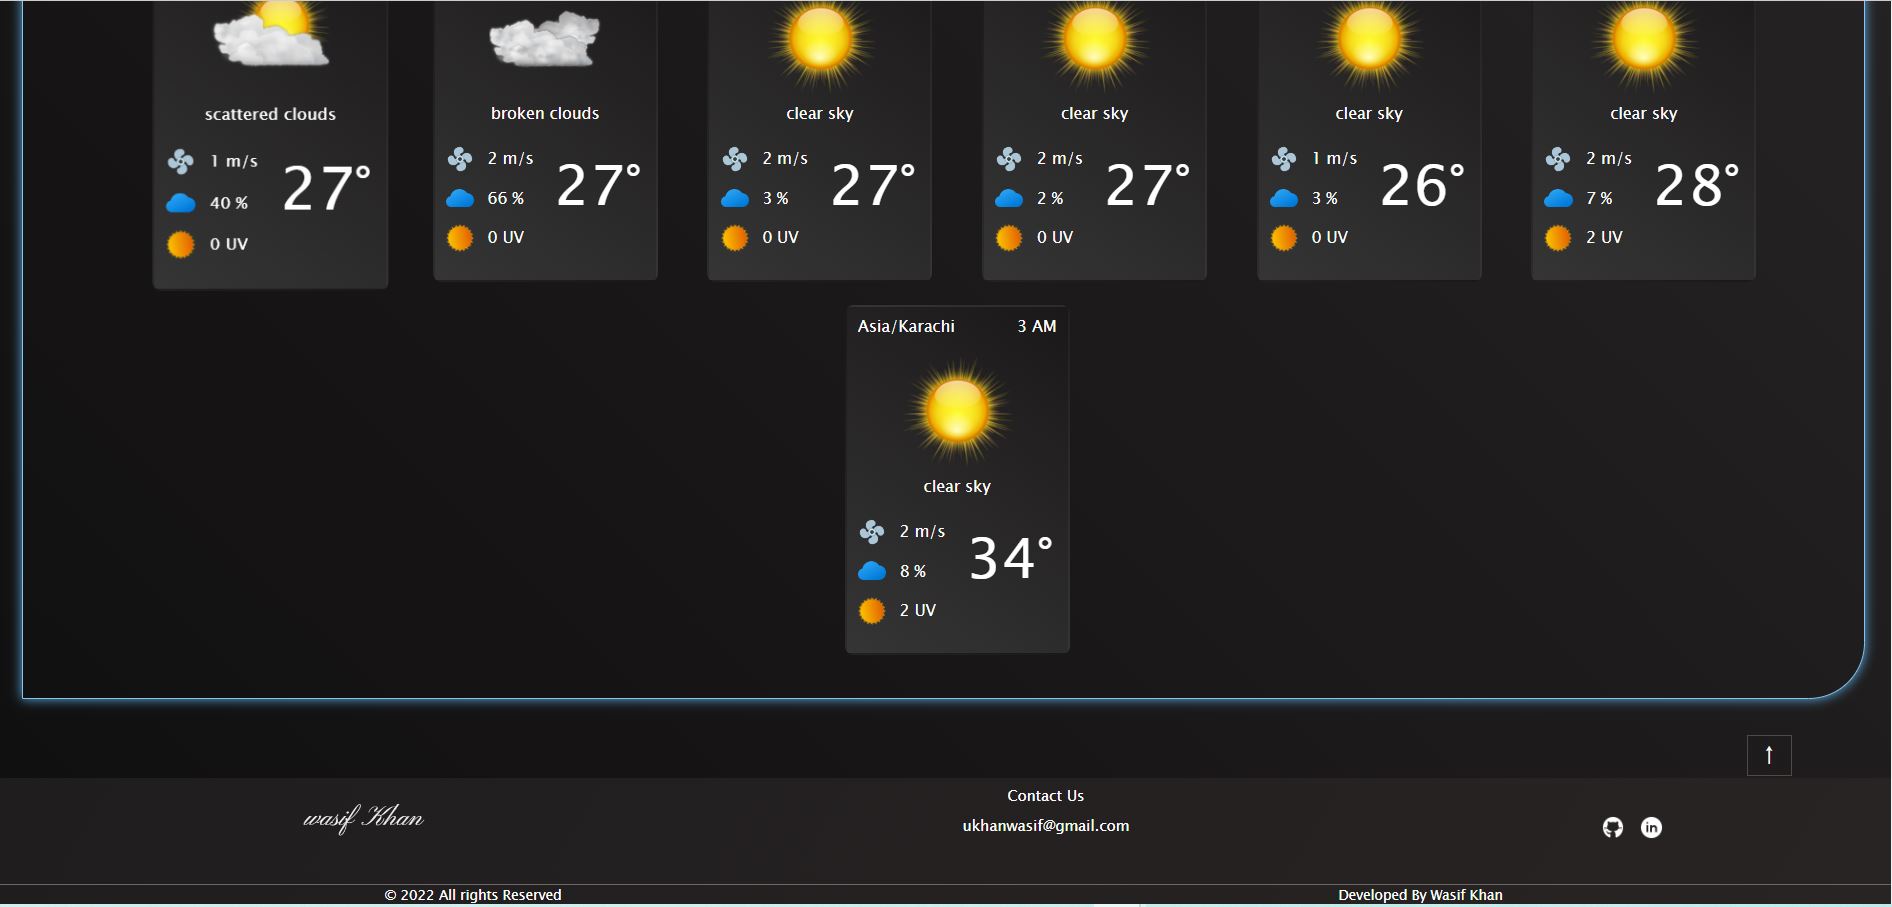 scattered clouds
broken clouds
clear sky
clear sky
clear sky
clear sky
1 m/s
40 %
0 UV
27°
2 m/s
66 %
0 UV
27°
2 m/s
3 %
0 UV
27°
2 m/s
2 %
0 UV
27°
1 m/s
3 %
0 UV
26°
2 m/s
7 %
2 UV
28°
Asia/Karachi 3 AM
clear sky
2 m/s
8 %
2 UV
34°
↑
wasif Khan
Contact Us
ukhanwasif@gmail.com
in
© 2022 All rights Reserved
Developed By Wasif Khan